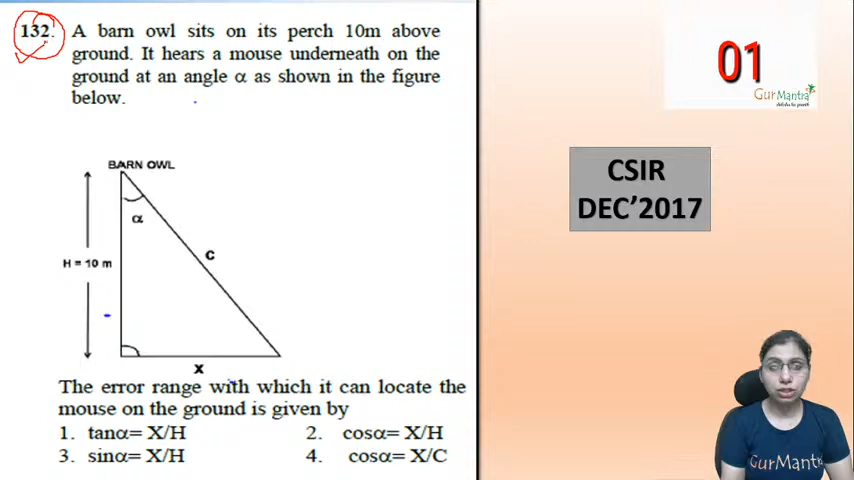 132. A barn owl sits on its perch 10m above
ground. It hears a mouse underneath on the
ground at an angle α as shown in the figure
below.
BARN OWL
α
C
H = 10 m
X
The error range with which it can locate the
mouse on the ground is given by
1. tanα= X/H 2. cosα= X/H
3. sinα= X/H 4. cosα= X/C
01
GurMantra
CSIR
DEC’2017
GurMantra